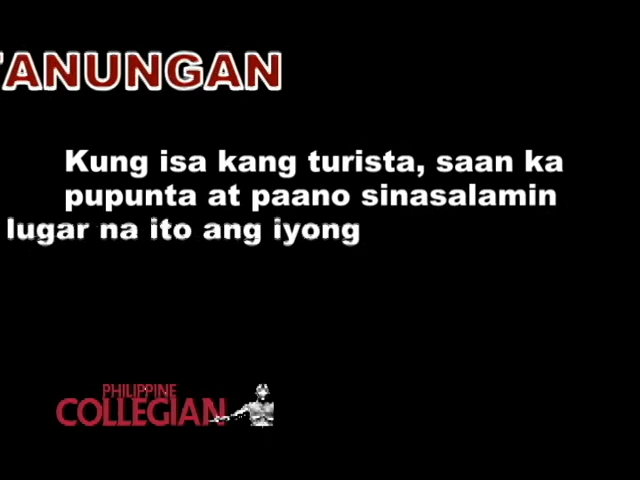 TANUNGAN
Kung isa kang turista, saan ka
pupunta at paano sinasalamin
lugar na ito ang iyong
PHILIPPINE
COLLEGIAN